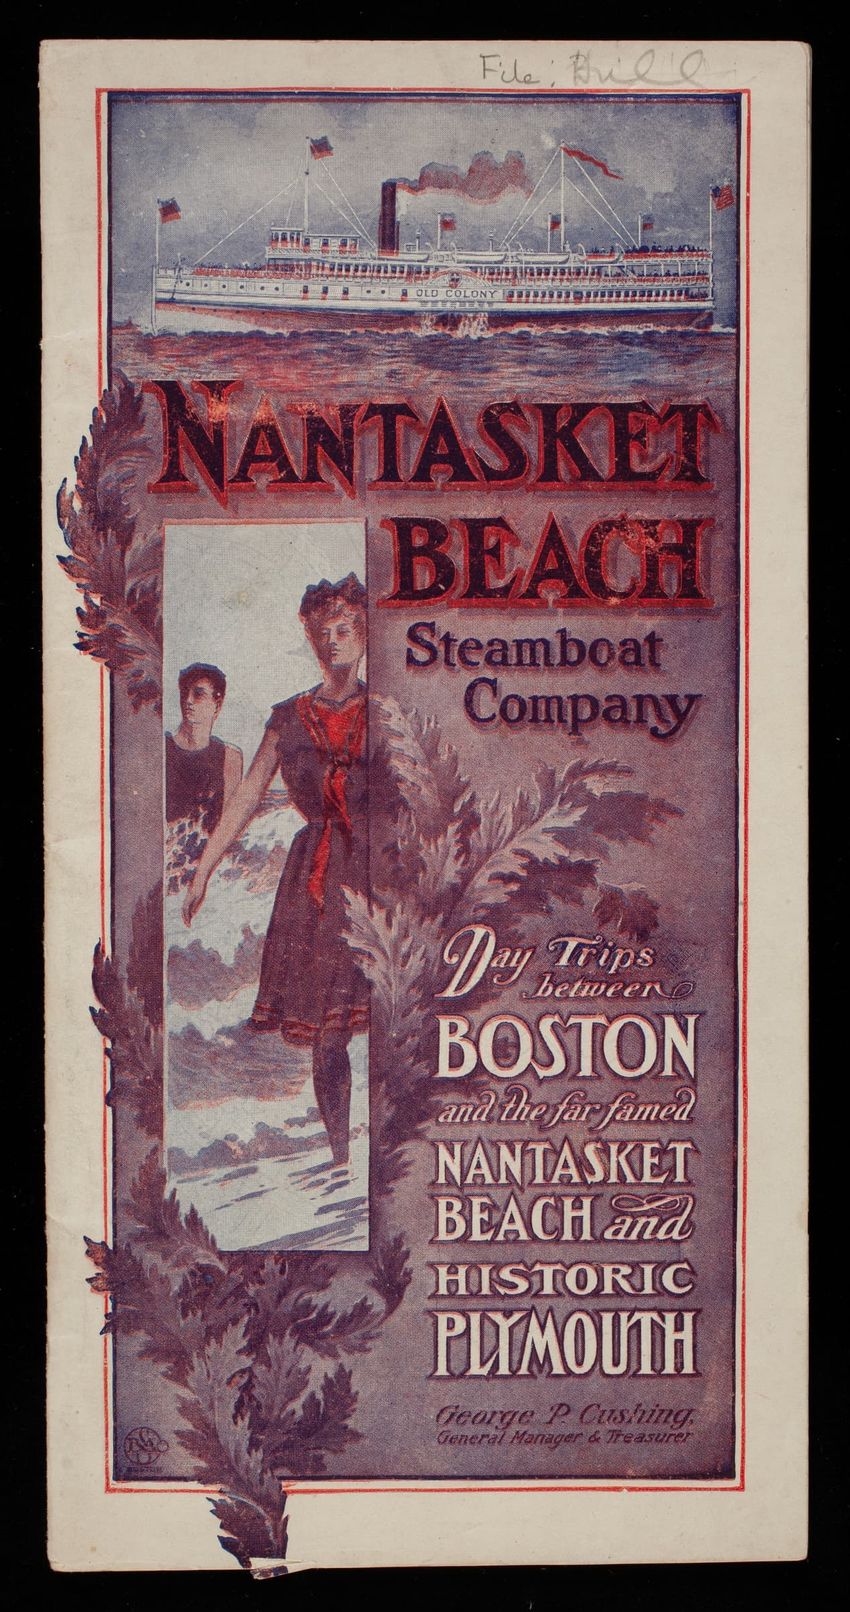 File:
OLD COLONY
NANTASKET
BEACH
Steamboat
Company
Day Trips
between
BOSTON
and the far famed
NANTASKET
BEACH and
HISTORIC
PLYMOUTH
George P. Cushing,
General Manager & Treasurer
BOSTON